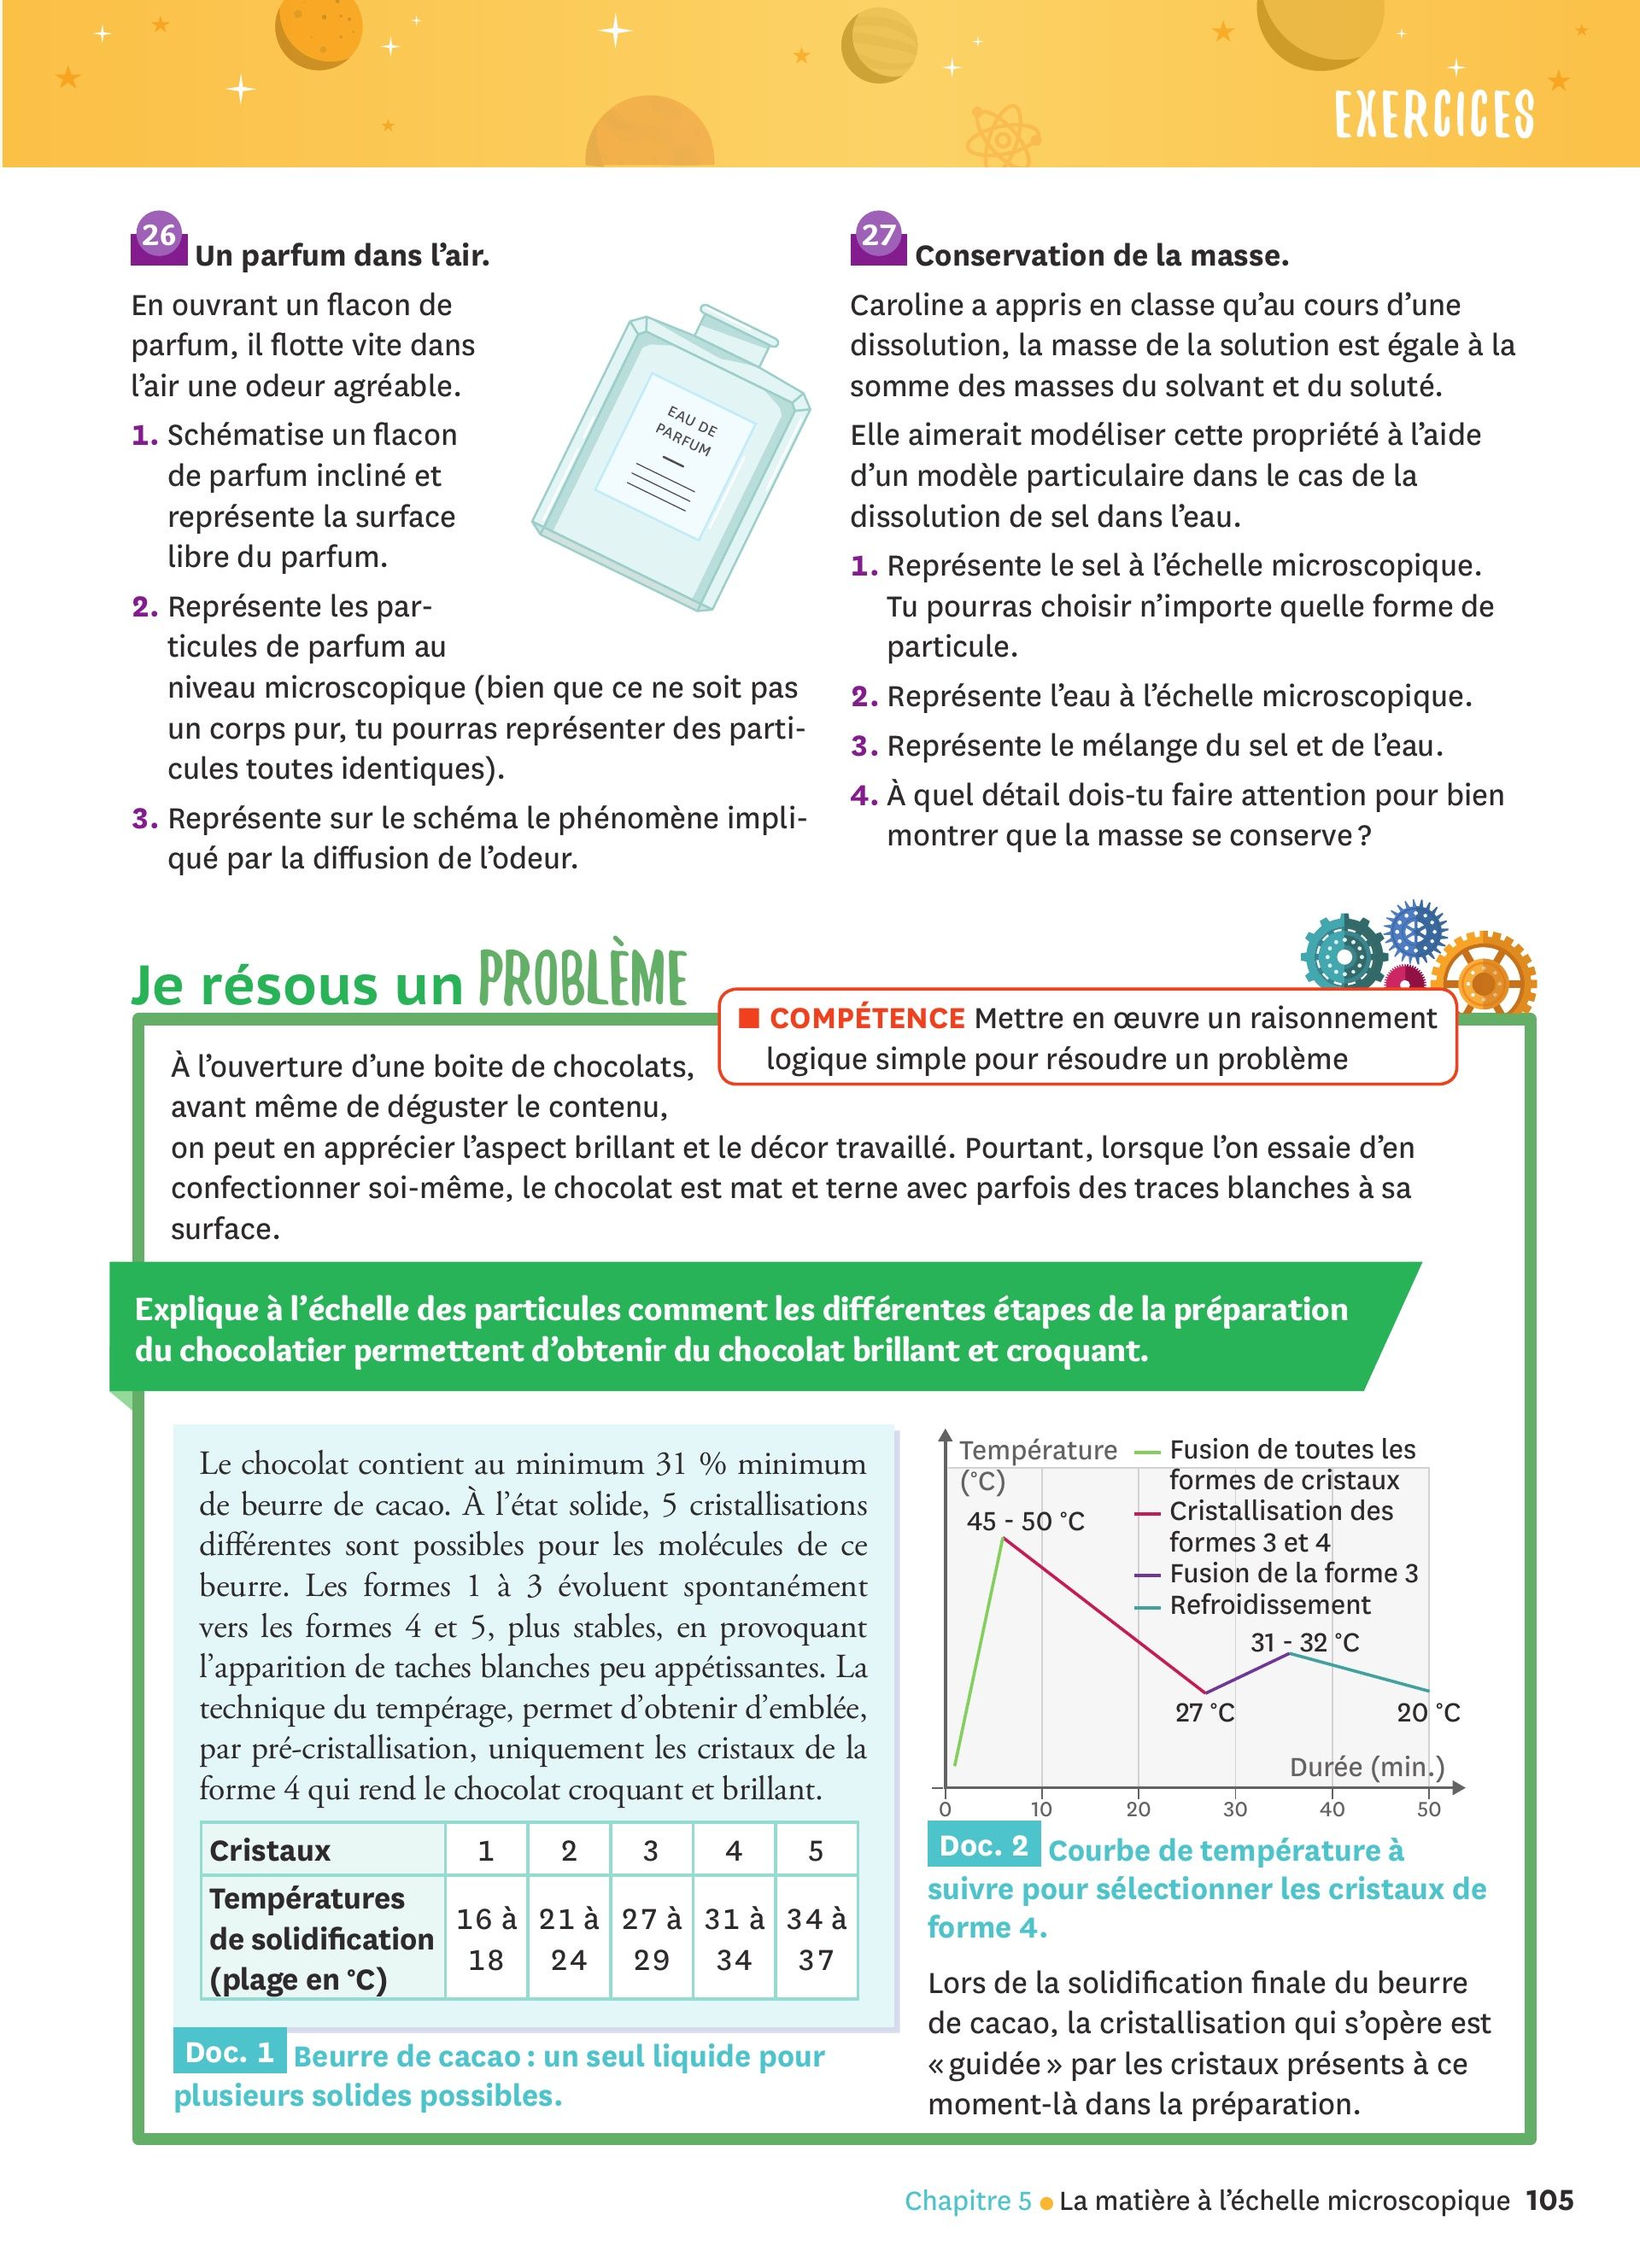 EXERCICES
26 Un parfum dans l'air.
En ouvrant un flacon de
parfum, il flotte vite dans
l'air une odeur agréable.
1. Schématise un flacon
de parfum incliné et
représente la surface
libre du parfum.
2. Représente les par-
ticules de parfum au
niveau microscopique (bien que ce ne soit pas
un corps pur, tu pourras représenter des parti-
cules toutes identiques).
3. Représente sur le schéma le phénomène impli-
qué par la diffusion de l'odeur.
EAU DE
PARFUM
27 Conservation de la masse.
Caroline a appris en classe qu'au cours d'une
dissolution, la masse de la solution est égale à la
somme des masses du solvant et du soluté.
Elle aimerait modéliser cette propriété à l'aide
d'un modèle particulaire dans le cas de la
dissolution de sel dans l'eau.
1. Représente le sel à l'échelle microscopique.
Tu pourras choisir n'importe quelle forme de
particule.
2. Représente l'eau à l'échelle microscopique.
3. Représente le mélange du sel et de l'eau.
4. À quel détail dois-tu faire attention pour bien
montrer que la masse se conserve ?
Je résous un PROBLÈME
COMPÉTENCE Mettre en œuvre un raisonnement
logique simple pour résoudre un problème
À l'ouverture d'une boite de chocolats,
avant même de déguster le contenu,
on peut en apprécier l'aspect brillant et le décor travaillé. Pourtant, lorsque l'on essaie d'en
confectionner soi-même, le chocolat est mat et terne avec parfois des traces blanches à sa
surface.
Explique à l'échelle des particules comment les différentes étapes de la préparation
du chocolatier permettent d'obtenir du chocolat brillant et croquant.
Le chocolat contient au minimum 31 % minimum
de beurre de cacao. À l'état solide, 5 cristallisations
différentes sont possibles pour les molécules de ce
beurre. Les formes 1 à 3 évoluent spontanément
vers les formes 4 et 5, plus stables, en provoquant
l'apparition de taches blanches peu appétissantes. La
technique du tempérage, permet d'obtenir d'emblée,
par pré-cristallisation, uniquement les cristaux de la
forme 4 qui rend le chocolat croquant et brillant.
Cristaux 1 2 3 4 5
Températures
de solidification
(plage en °C)
16 à 21 à 27 à 31 à 34 à
18 24 29 34 37
Doc. 1 Beurre de cacao : un seul liquide pour
plusieurs solides possibles.
Température
(°C)
Fusion de toutes les
formes de cristaux
Cristallisation des
formes 3 et 4
Fusion de la forme 3
Refroidissement
45 - 50 °C
31 - 32 °C
27 °C
20 °C
Durée (min.)
0 10 20 30 40 50
Doc. 2 Courbe de température à
suivre pour sélectionner les cristaux de
forme 4.
Lors de la solidification finale du beurre
de cacao, la cristallisation qui s'opère est
« guidée » par les cristaux présents à ce
moment-là dans la préparation.
Chapitre 5 • La matière à l'échelle microscopique 105